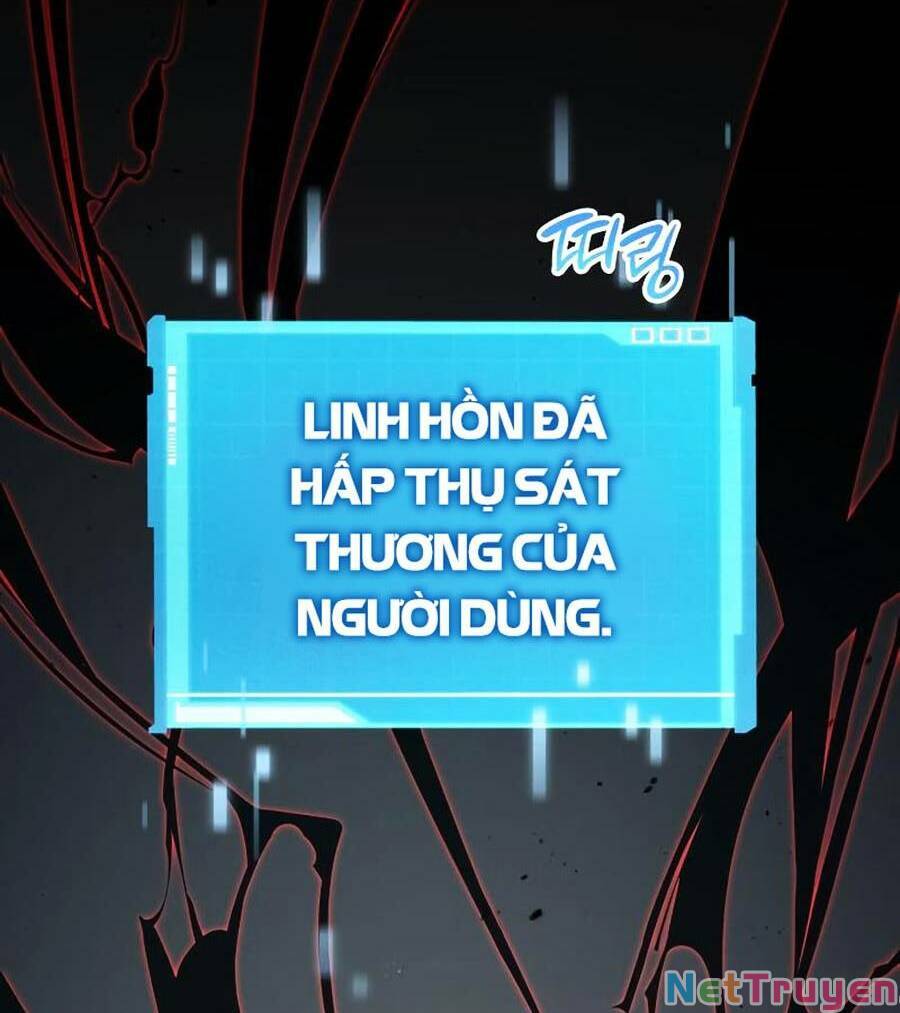 띠링
LINH HỒN ĐÃ
HẤP THỤ SÁT
THƯƠNG CỦA
NGƯỜI DÙNG.
NetTruyen